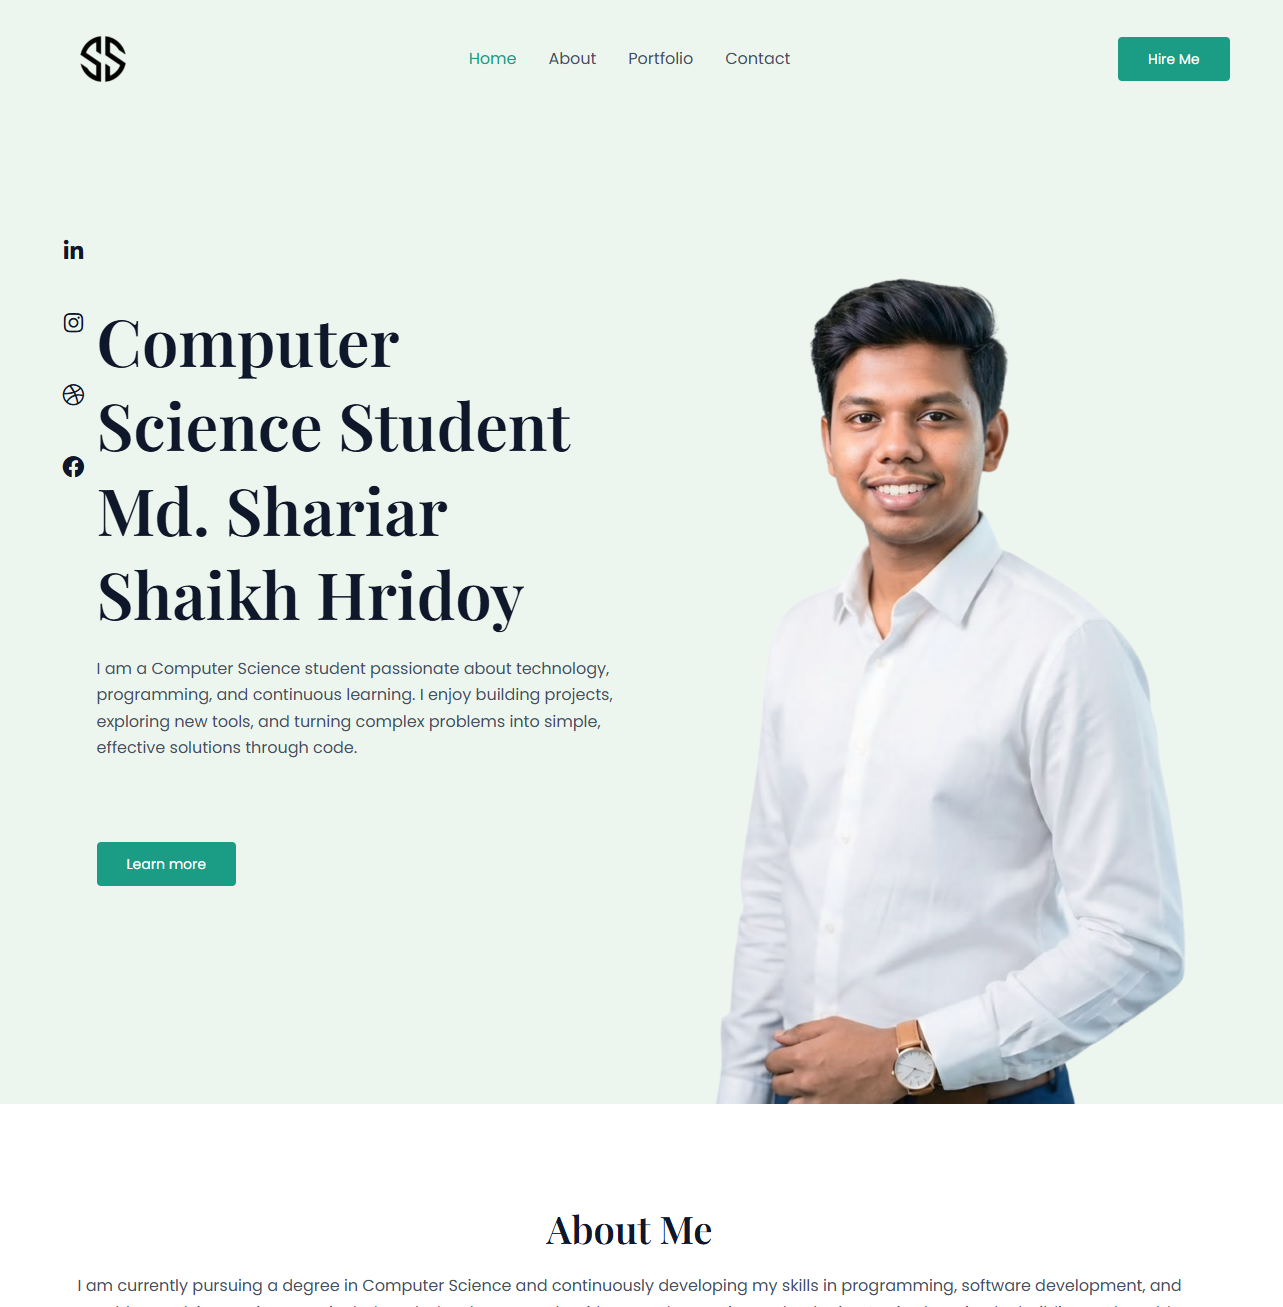 SS
Home About Portfolio Contact
Hire Me
Computer
Science Student
Md. Shariar
Shaikh Hridoy
I am a Computer Science student passionate about technology,
programming, and continuous learning. I enjoy building projects,
exploring new tools, and turning complex problems into simple,
effective solutions through code.
Learn more
About Me
I am currently pursuing a degree in Computer Science and continuously developing my skills in programming, software development, and